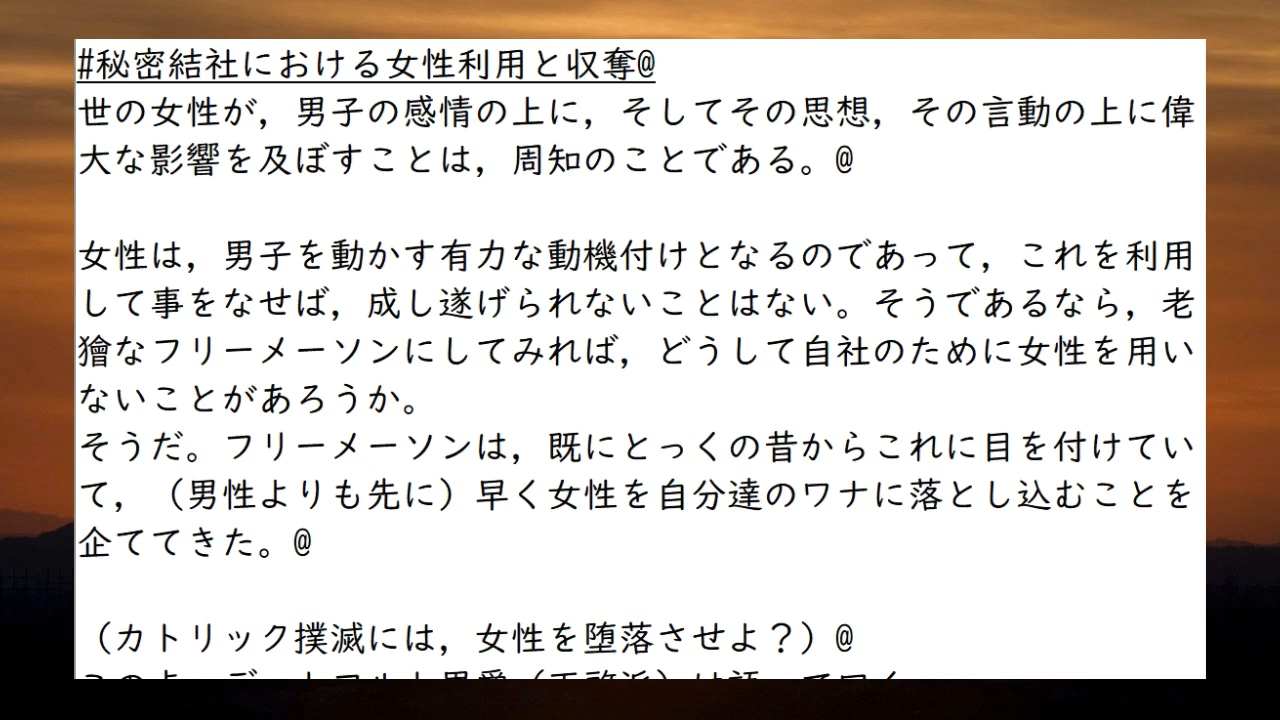 #秘密結社における女性利用と収奪@
世の女性が，男子の感情の上に，そしてその思想，その言動の上に偉
大な影響を及ぼすことは，周知のことである。@
女性は，男子を動かす有力な動機付けとなるのであって，これを利用
して事をなせば，成し遂げられないことはない。そうであるなら，老
獪なフリーメーソンにしてみれば，どうして自社のために女性を用い
ないことがあろうか。
そうだ。フリーメーソンは，既にとっくの昔からこれに目を付けてい
て，（男性よりも先に）早く女性を自分達のワナに落とし込むことを
企ててきた。@
（カトリック撲滅には，女性を堕落させよ？）@